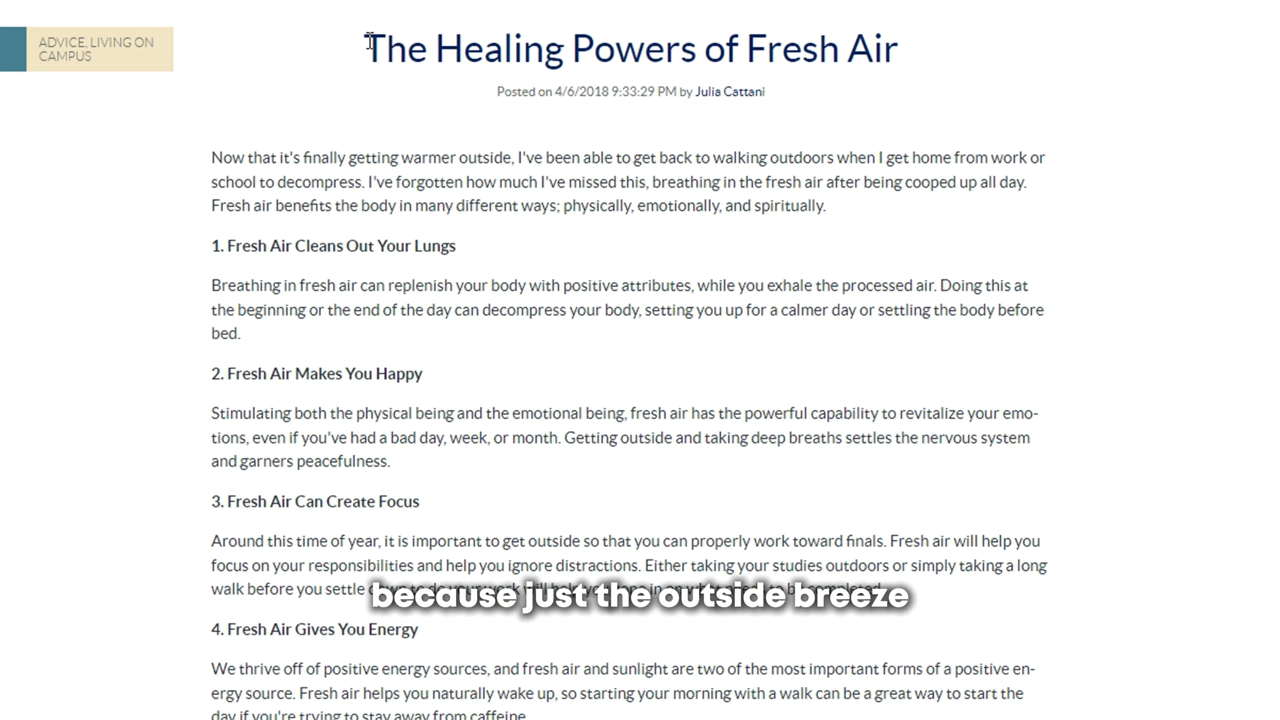 ADVICE, LIVING ON
CAMPUS
The Healing Powers of Fresh Air
Posted on 4/6/2018 9:33:29 PM by Julia Cattani
Now that it's finally getting warmer outside, I've been able to get back to walking outdoors when I get home from work or
school to decompress. I've forgotten how much I've missed this, breathing in the fresh air after being cooped up all day.
Fresh air benefits the body in many different ways; physically, emotionally, and spiritually.
1. Fresh Air Cleans Out Your Lungs
Breathing in fresh air can replenish your body with positive attributes, while you exhale the processed air. Doing this at
the beginning or the end of the day can decompress your body, setting you up for a calmer day or settling the body before
bed.
2. Fresh Air Makes You Happy
Stimulating both the physical being and the emotional being, fresh air has the powerful capability to revitalize your emo-
tions, even if you've had a bad day, week, or month. Getting outside and taking deep breaths settles the nervous system
and garners peacefulness.
3. Fresh Air Can Create Focus
Around this time of year, it is important to get outside so that you can properly work toward finals. Fresh air will help you
focus on your responsibilities and help you ignore distractions. Either taking your studies outdoors or simply taking a long
walk before you settle
because just the outside breeze
4. Fresh Air Gives You Energy
We thrive off of positive energy sources, and fresh air and sunlight are two of the most important forms of a positive en-
ergy source. Fresh air helps you naturally wake up, so starting your morning with a walk can be a great way to start the
day if you're trying to stay away from caffeine.